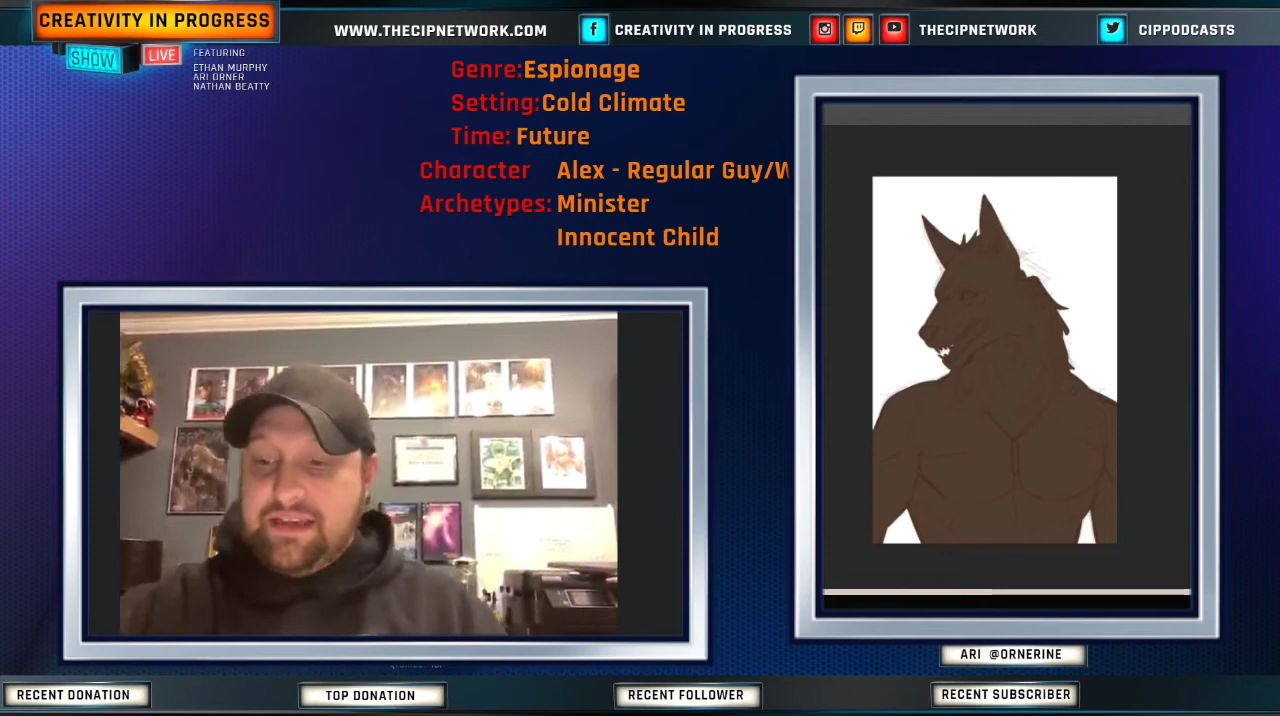 CREATIVITY IN PROGRESS
SHOW
LIVE
FEATURING
ETHAN MURPHY
ARI ORNER
NATHAN BEATTY
WWW.THECIPNETWORK.COM
CREATIVITY IN PROGRESS
THECIPNETWORK
CIPPODCASTS
Genre:Espionage
Setting:Cold Climate
Time: Future
Character Alex - Regular Guy/W
Archetypes: Minister
Innocent Child
ARI @ORNERINE
RECENT DONATION
TOP DONATION
RECENT FOLLOWER
RECENT SUBSCRIBER